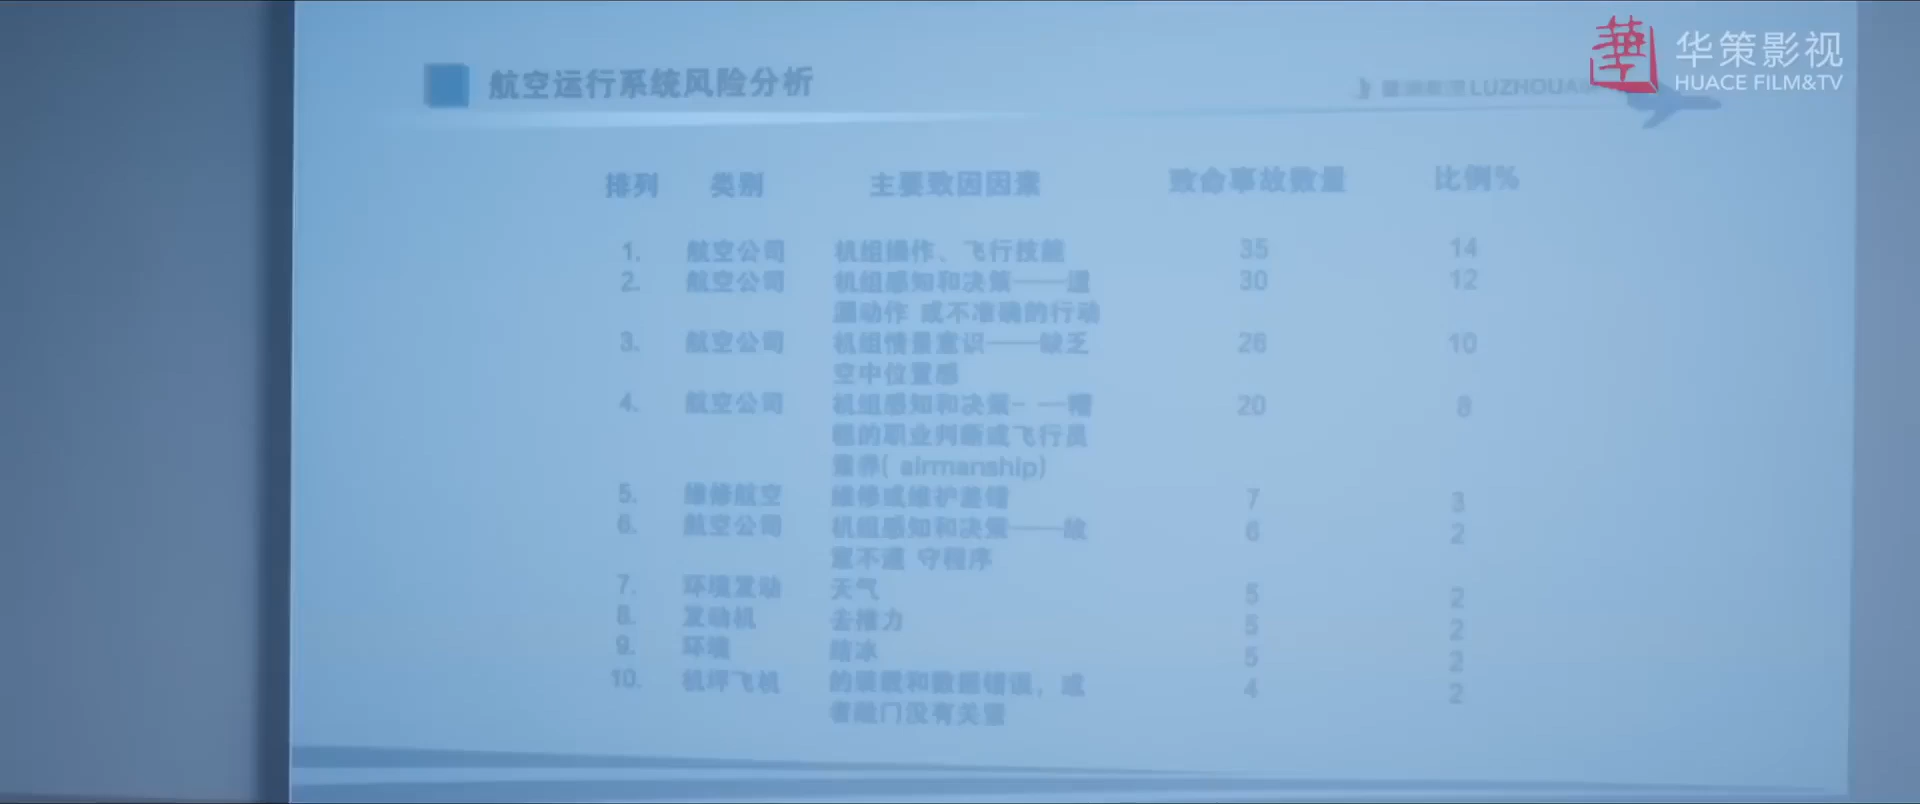 华策影视
HUACE FILM&TV
航空运行系统风险分析
LUZHOUAIR
排列 类别 主要致因因素 致命事故数量 比例%
1. 航空公司 机组操作、飞行技能 35 14
2. 航空公司 机组感知和决策——遗 30 12
漏动作 或不准确的行动
3. 航空公司 机组情景意识——缺乏 26 10
空中位置感
4. 航空公司 机组感知和决策- —糟 20 8
糕的职业判断或飞行员
素养( airmanship)
5. 维修航空 维修或维护差错 7 3
6. 航空公司 机组感知和决策——故 6 2
意不遵 守程序
7. 环境发动 天气 5 2
8. 发动机 去推力 5 2
9. 环境 结冰 5 2
10. 机坪飞机 的装载和数据错误，或 4 2
者舱门没有关紧